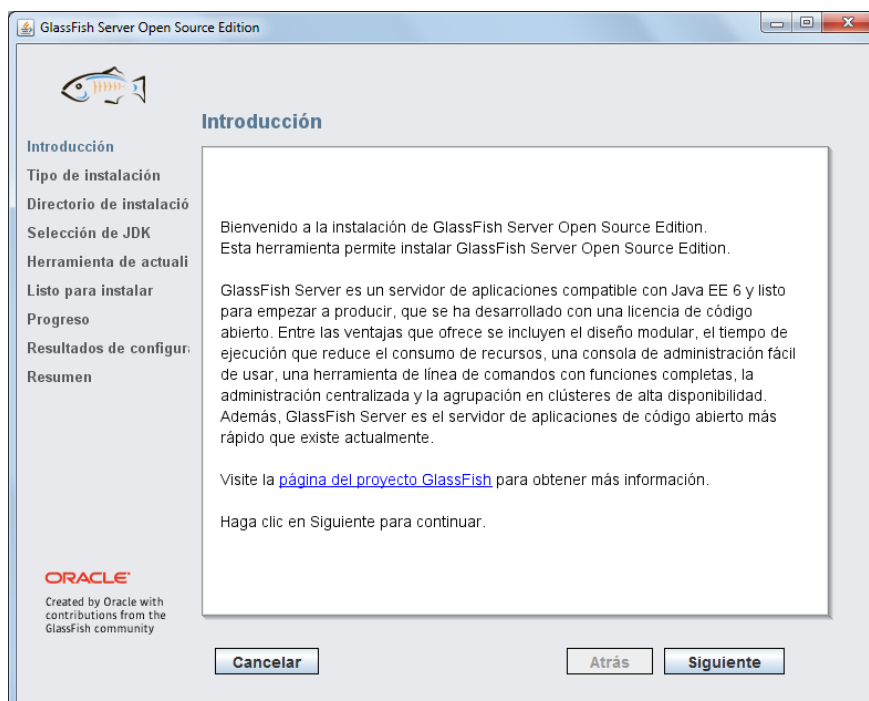 GlassFish Server Open Source Edition
Introducción
Introducción
Tipo de instalación
Directorio de instalació
Selección de JDK
Herramienta de actuali
Listo para instalar
Progreso
Resultados de configur
Resumen
Bienvenido a la instalación de GlassFish Server Open Source Edition.
Esta herramienta permite instalar GlassFish Server Open Source Edition.
GlassFish Server es un servidor de aplicaciones compatible con Java EE 6 y listo
para empezar a producir, que se ha desarrollado con una licencia de código
abierto. Entre las ventajas que ofrece se incluyen el diseño modular, el tiempo de
ejecución que reduce el consumo de recursos, una consola de administración fácil
de usar, una herramienta de línea de comandos con funciones completas, la
administración centralizada y la agrupación en clústeres de alta disponibilidad.
Además, GlassFish Server es el servidor de aplicaciones de código abierto más
rápido que existe actualmente.
Visite la página del proyecto GlassFish para obtener más información.
Haga clic en Siguiente para continuar.
ORACLE
Created by Oracle with
contributions from the
GlassFish community
Cancelar
Atrás
Siguiente